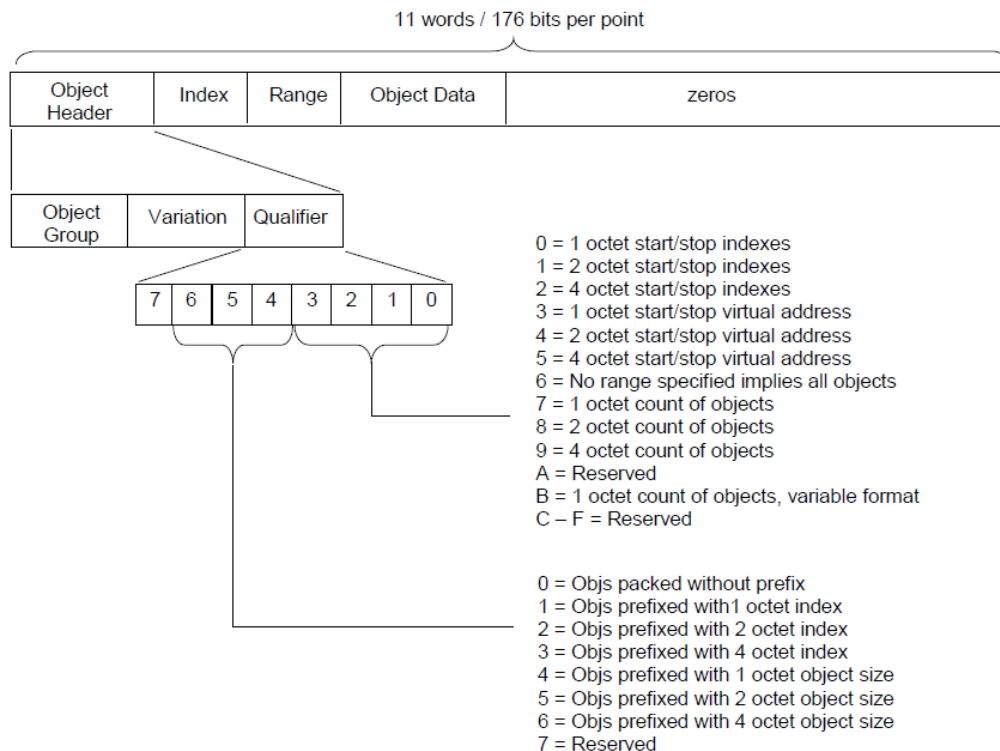 11 words / 176 bits per point
Object Header
Index
Range
Object Data
zeros
Object Group
Variation
Qualifier
7 6 5 4 3 2 1 0
0 = 1 octet start/stop indexes
1 = 2 octet start/stop indexes
2 = 4 octet start/stop indexes
3 = 1 octet start/stop virtual address
4 = 2 octet start/stop virtual address
5 = 4 octet start/stop virtual address
6 = No range specified implies all objects
7 = 1 octet count of objects
8 = 2 octet count of objects
9 = 4 octet count of objects
A = Reserved
B = 1 octet count of objects, variable format
C – F = Reserved
0 = Objs packed without prefix
1 = Objs prefixed with1 octet index
2 = Objs prefixed with 2 octet index
3 = Objs prefixed with 4 octet index
4 = Objs prefixed with 1 octet object size
5 = Objs prefixed with 2 octet object size
6 = Objs prefixed with 4 octet object size
7 = Reserved